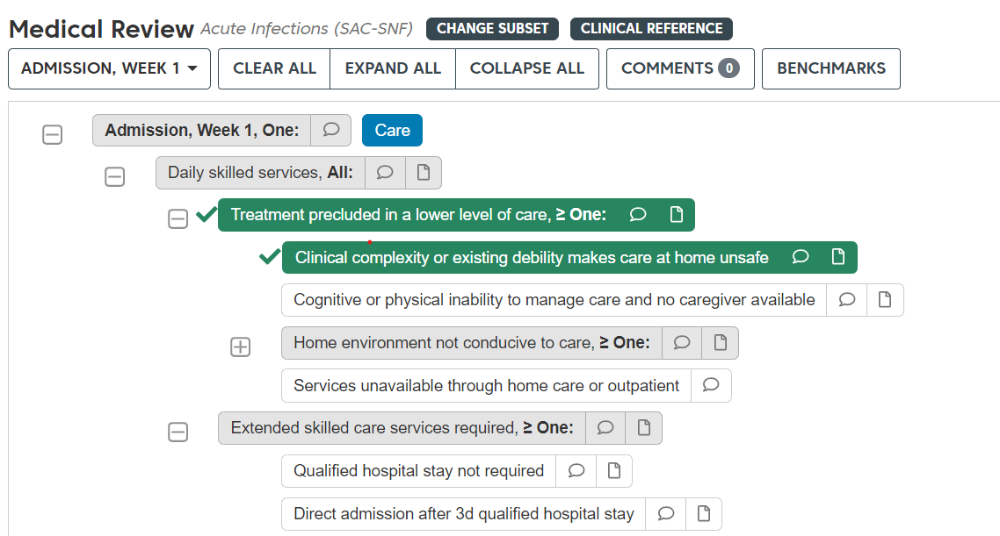 Medical Review Acute Infections (SAC-SNF) CHANGE SUBSET CLINICAL REFERENCE
ADMISSION, WEEK 1 CLEAR ALL EXPAND ALL COLLAPSE ALL COMMENTS 0 BENCHMARKS
Admission, Week 1, One: Care
Daily skilled services, All:
Treatment precluded in a lower level of care, ≥ One:
Clinical complexity or existing debility makes care at home unsafe
Cognitive or physical inability to manage care and no caregiver available
Home environment not conducive to care, ≥ One:
Services unavailable through home care or outpatient
Extended skilled care services required, ≥ One:
Qualified hospital stay not required
Direct admission after 3d qualified hospital stay